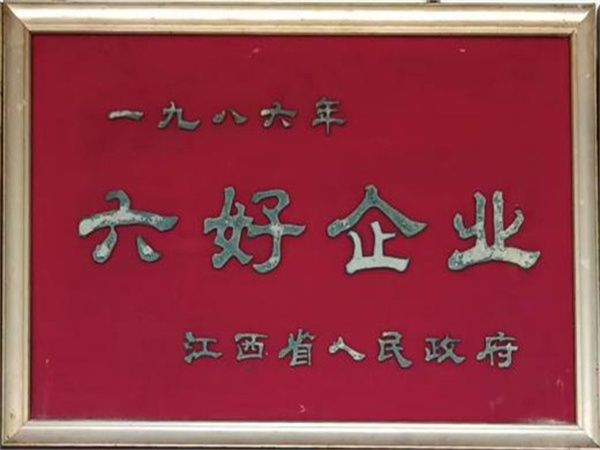 一九八六年
六好企业
江西省人民政府